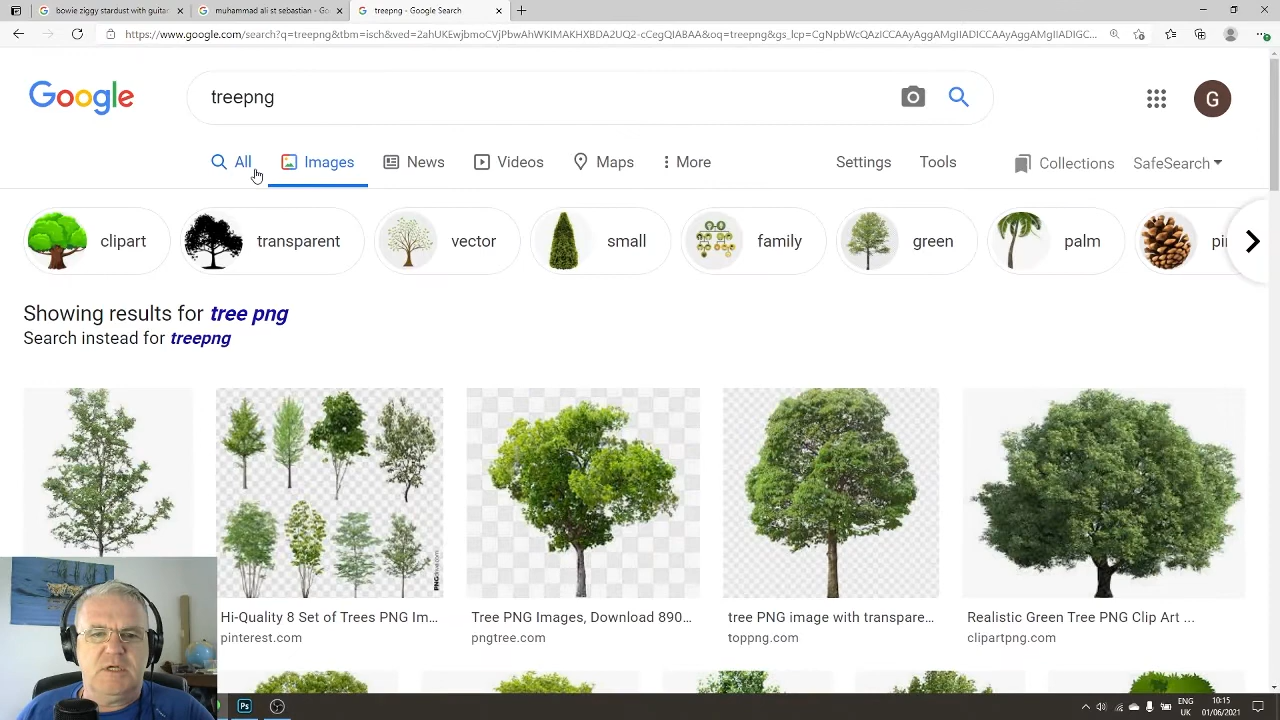 bowie ziggy stardust with guitar
muhammad ali st sebastian - Goo
treepng - Google Search
https://www.google.com/search?q=treepng&tbm=isch&ved=2ahUKEwjbmoCVjPbwAhWKIMAKHXBDA2UQ2-cCegQIABAA&oq=treepng&gs_lcp=CgNpbWcQAzICCAAyAggAMgIIADICCAAyAggAMgIIADIGC...
Google
treepng
G
All
Images
News
Videos
Maps
More
Settings
Tools
Collections
SafeSearch
clipart
transparent
vector
small
family
green
palm
Showing results for tree png
Search instead for treepng
Hi-Quality 8 Set of Trees PNG Im...
pinterest.com
Tree PNG Images, Download 890...
pngtree.com
tree PNG image with transpare...
toppng.com
Realistic Green Tree PNG Clip Art ...
clipartpng.com
Ps
ENG
UK
10:15
01/06/2021